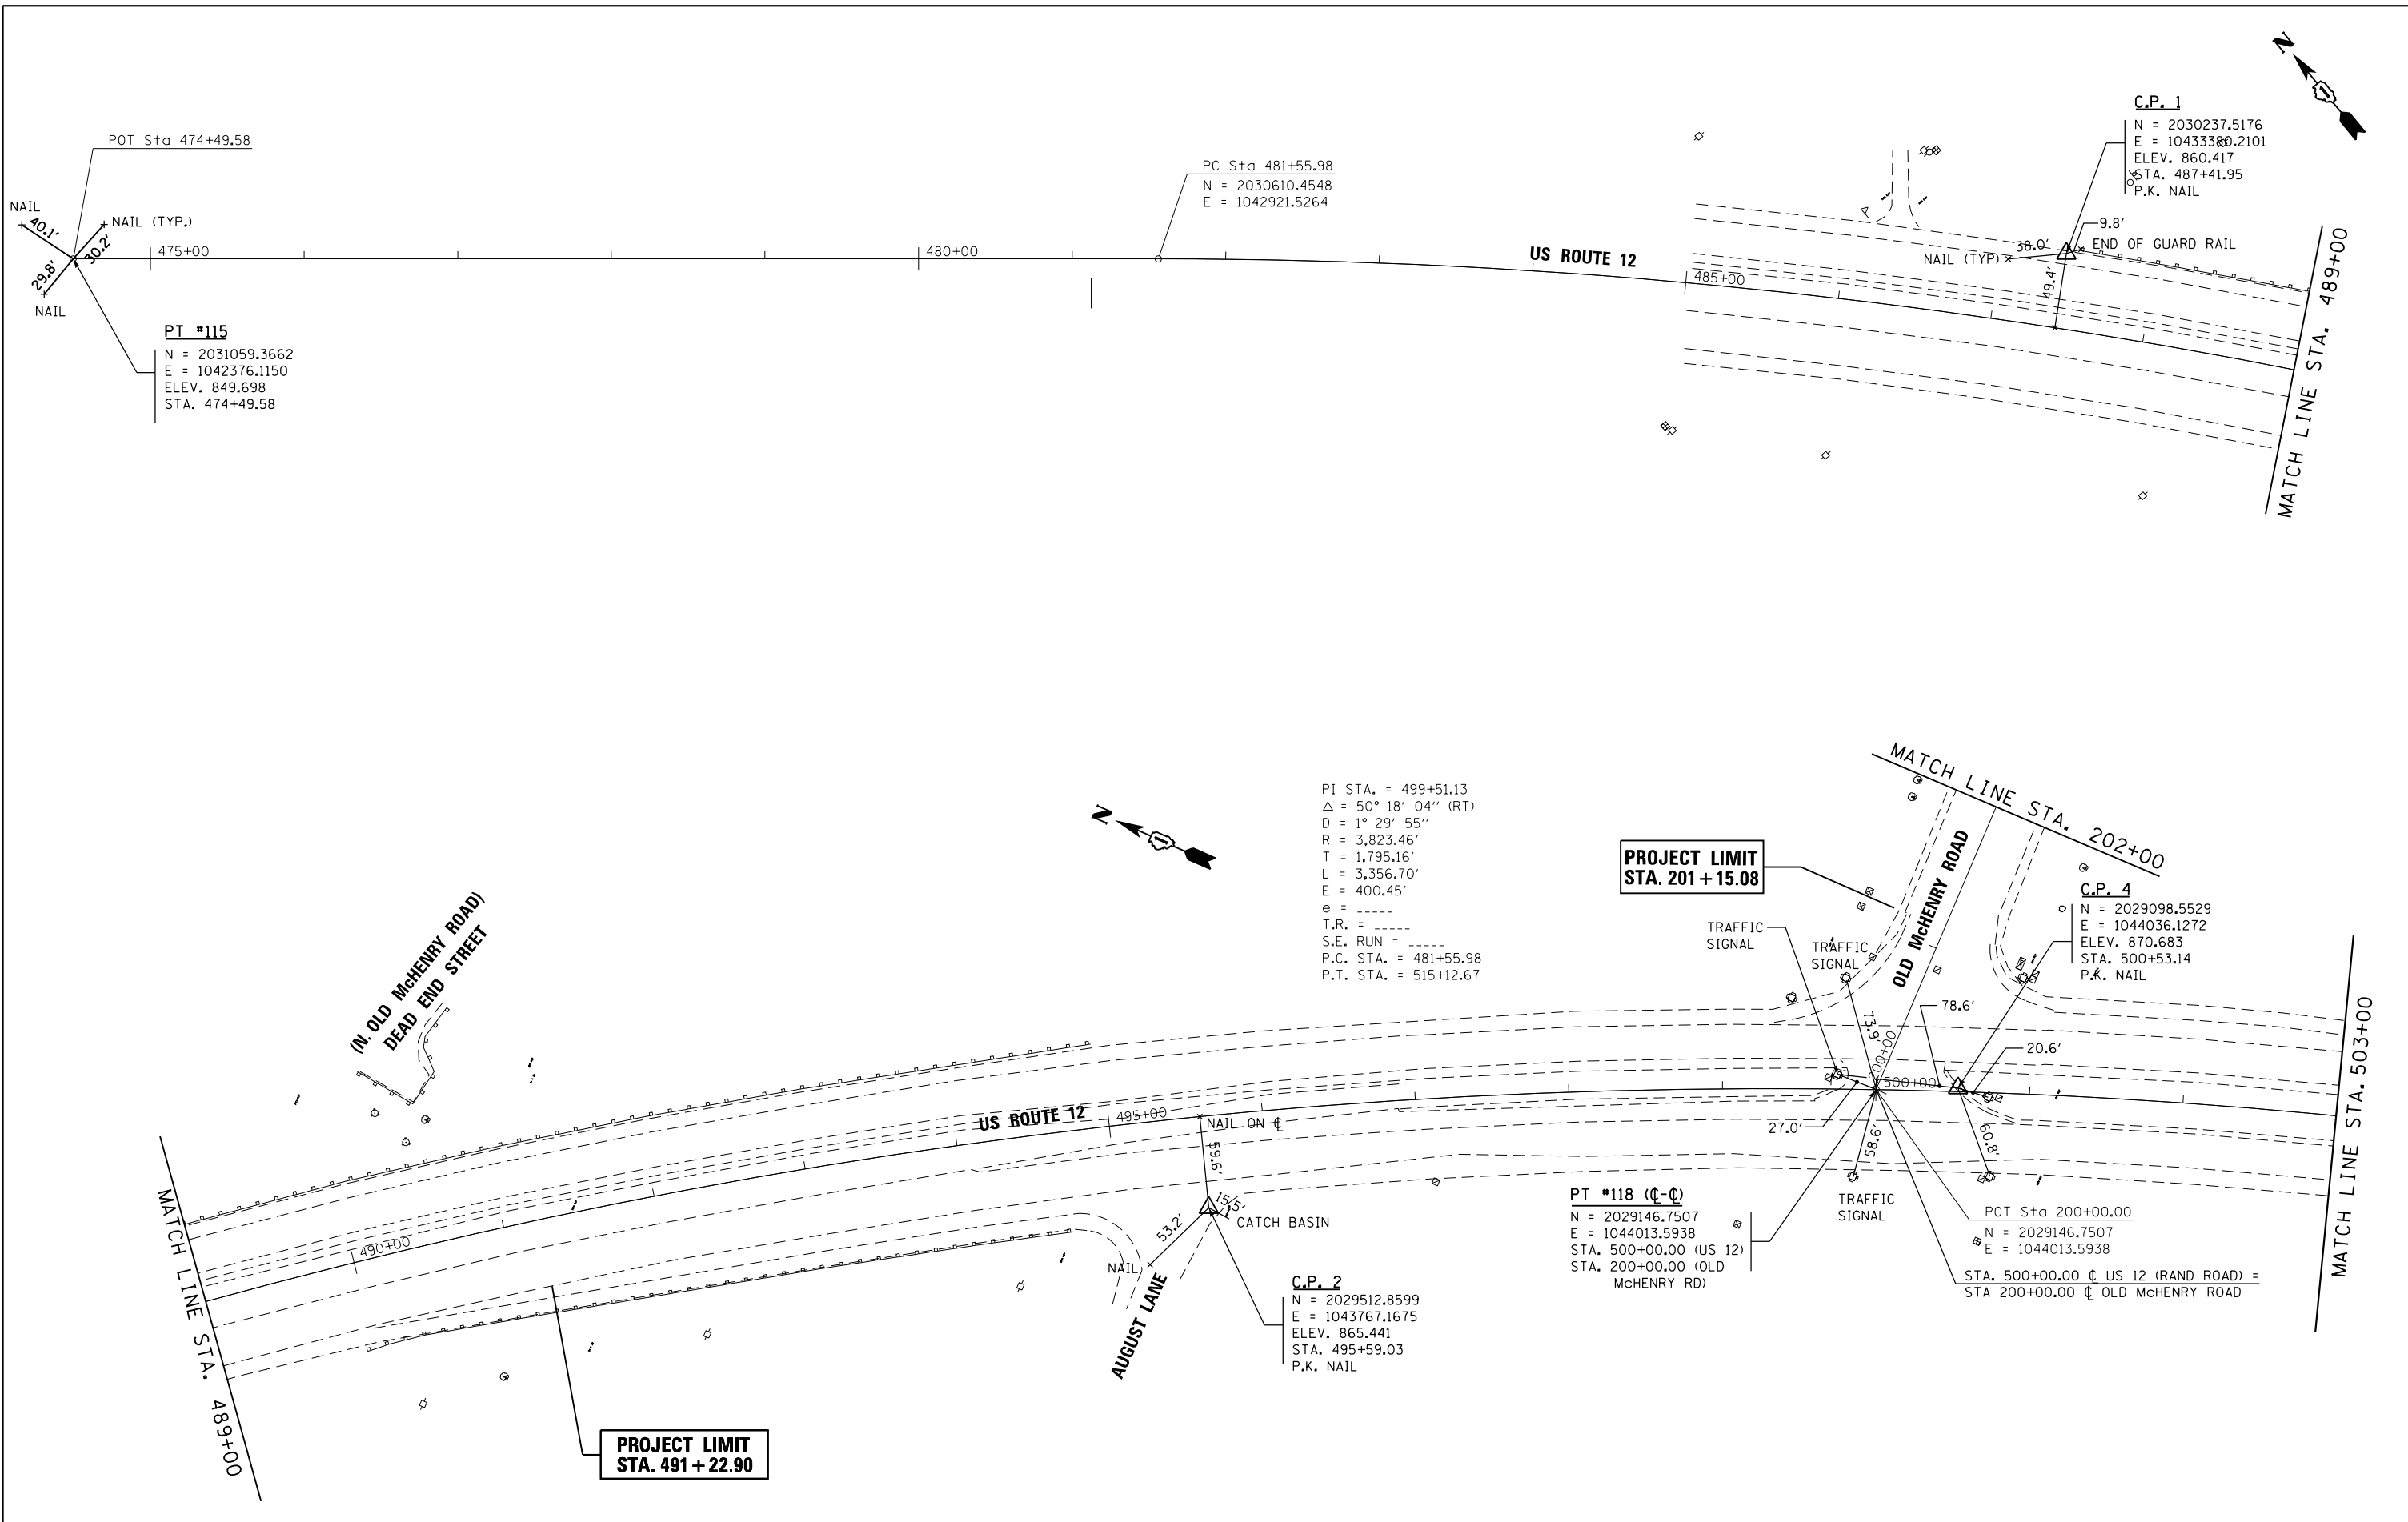 N
C.P. 1
N = 2030237.5176
E = 10433380.2101
ELEV. 860.417
STA. 487+41.95
P.K. NAIL
POT Sta 474+49.58
PC Sta 481+55.98
N = 2030610.4548
E = 1042921.5264
NAIL
NAIL (TYP.)
40.1'
30.2'
29.8'
NAIL
475+00
480+00
US ROUTE 12
485+00
NAIL (TYP)
38.0'
9.8'
END OF GUARD RAIL
49.4'
MATCH LINE STA. 489+00
PT #115
N = 2031059.3662
E = 1042376.1150
ELEV. 849.698
STA. 474+49.58
N
PI STA. = 499+51.13
Δ = 50° 18' 04'' (RT)
D = 1° 29' 55''
R = 3,823.46'
T = 1,795.16'
L = 3,356.70'
E = 400.45'
e = _____
T.R. = _____
S.E. RUN = _____
P.C. STA. = 481+55.98
P.T. STA. = 515+12.67
MATCH LINE STA. 202+00
PROJECT LIMIT
STA. 201+15.08
OLD McHENRY ROAD
C.P. 4
N = 2029098.5529
E = 1044036.1272
ELEV. 870.683
STA. 500+53.14
P.K. NAIL
TRAFFIC
SIGNAL
TRAFFIC
SIGNAL
(N. OLD McHENRY ROAD)
DEAD END STREET
73.9'
200+00
500+00
78.6'
20.6'
27.0'
58.6'
60.8'
TRAFFIC
SIGNAL
MATCH LINE STA. 503+00
MATCH LINE STA. 489+00
490+00
US ROUTE 12
495+00
NAIL ON ℄
59.6'
15.5'
CATCH BASIN
53.2'
NAIL
AUGUST LANE
C.P. 2
N = 2029512.8599
E = 1043767.1675
ELEV. 865.441
STA. 495+59.03
P.K. NAIL
PT #118 (℄-℄)
N = 2029146.7507
E = 1044013.5938
STA. 500+00.00 (US 12)
STA. 200+00.00 (OLD
McHENRY RD)
POT Sta 200+00.00
N = 2029146.7507
E = 1044013.5938
STA. 500+00.00 ℄ US 12 (RAND ROAD) =
STA 200+00.00 ℄ OLD McHENRY ROAD
PROJECT LIMIT
STA. 491+22.90